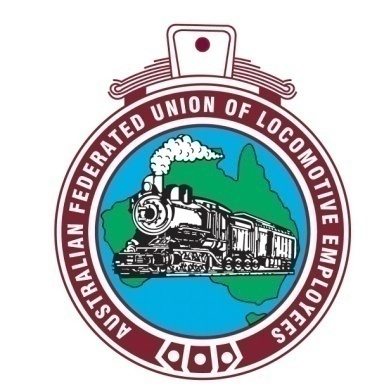 AUSTRALIAN FEDERATED UNION OF LOCOMOTIVE EMPLOYEES